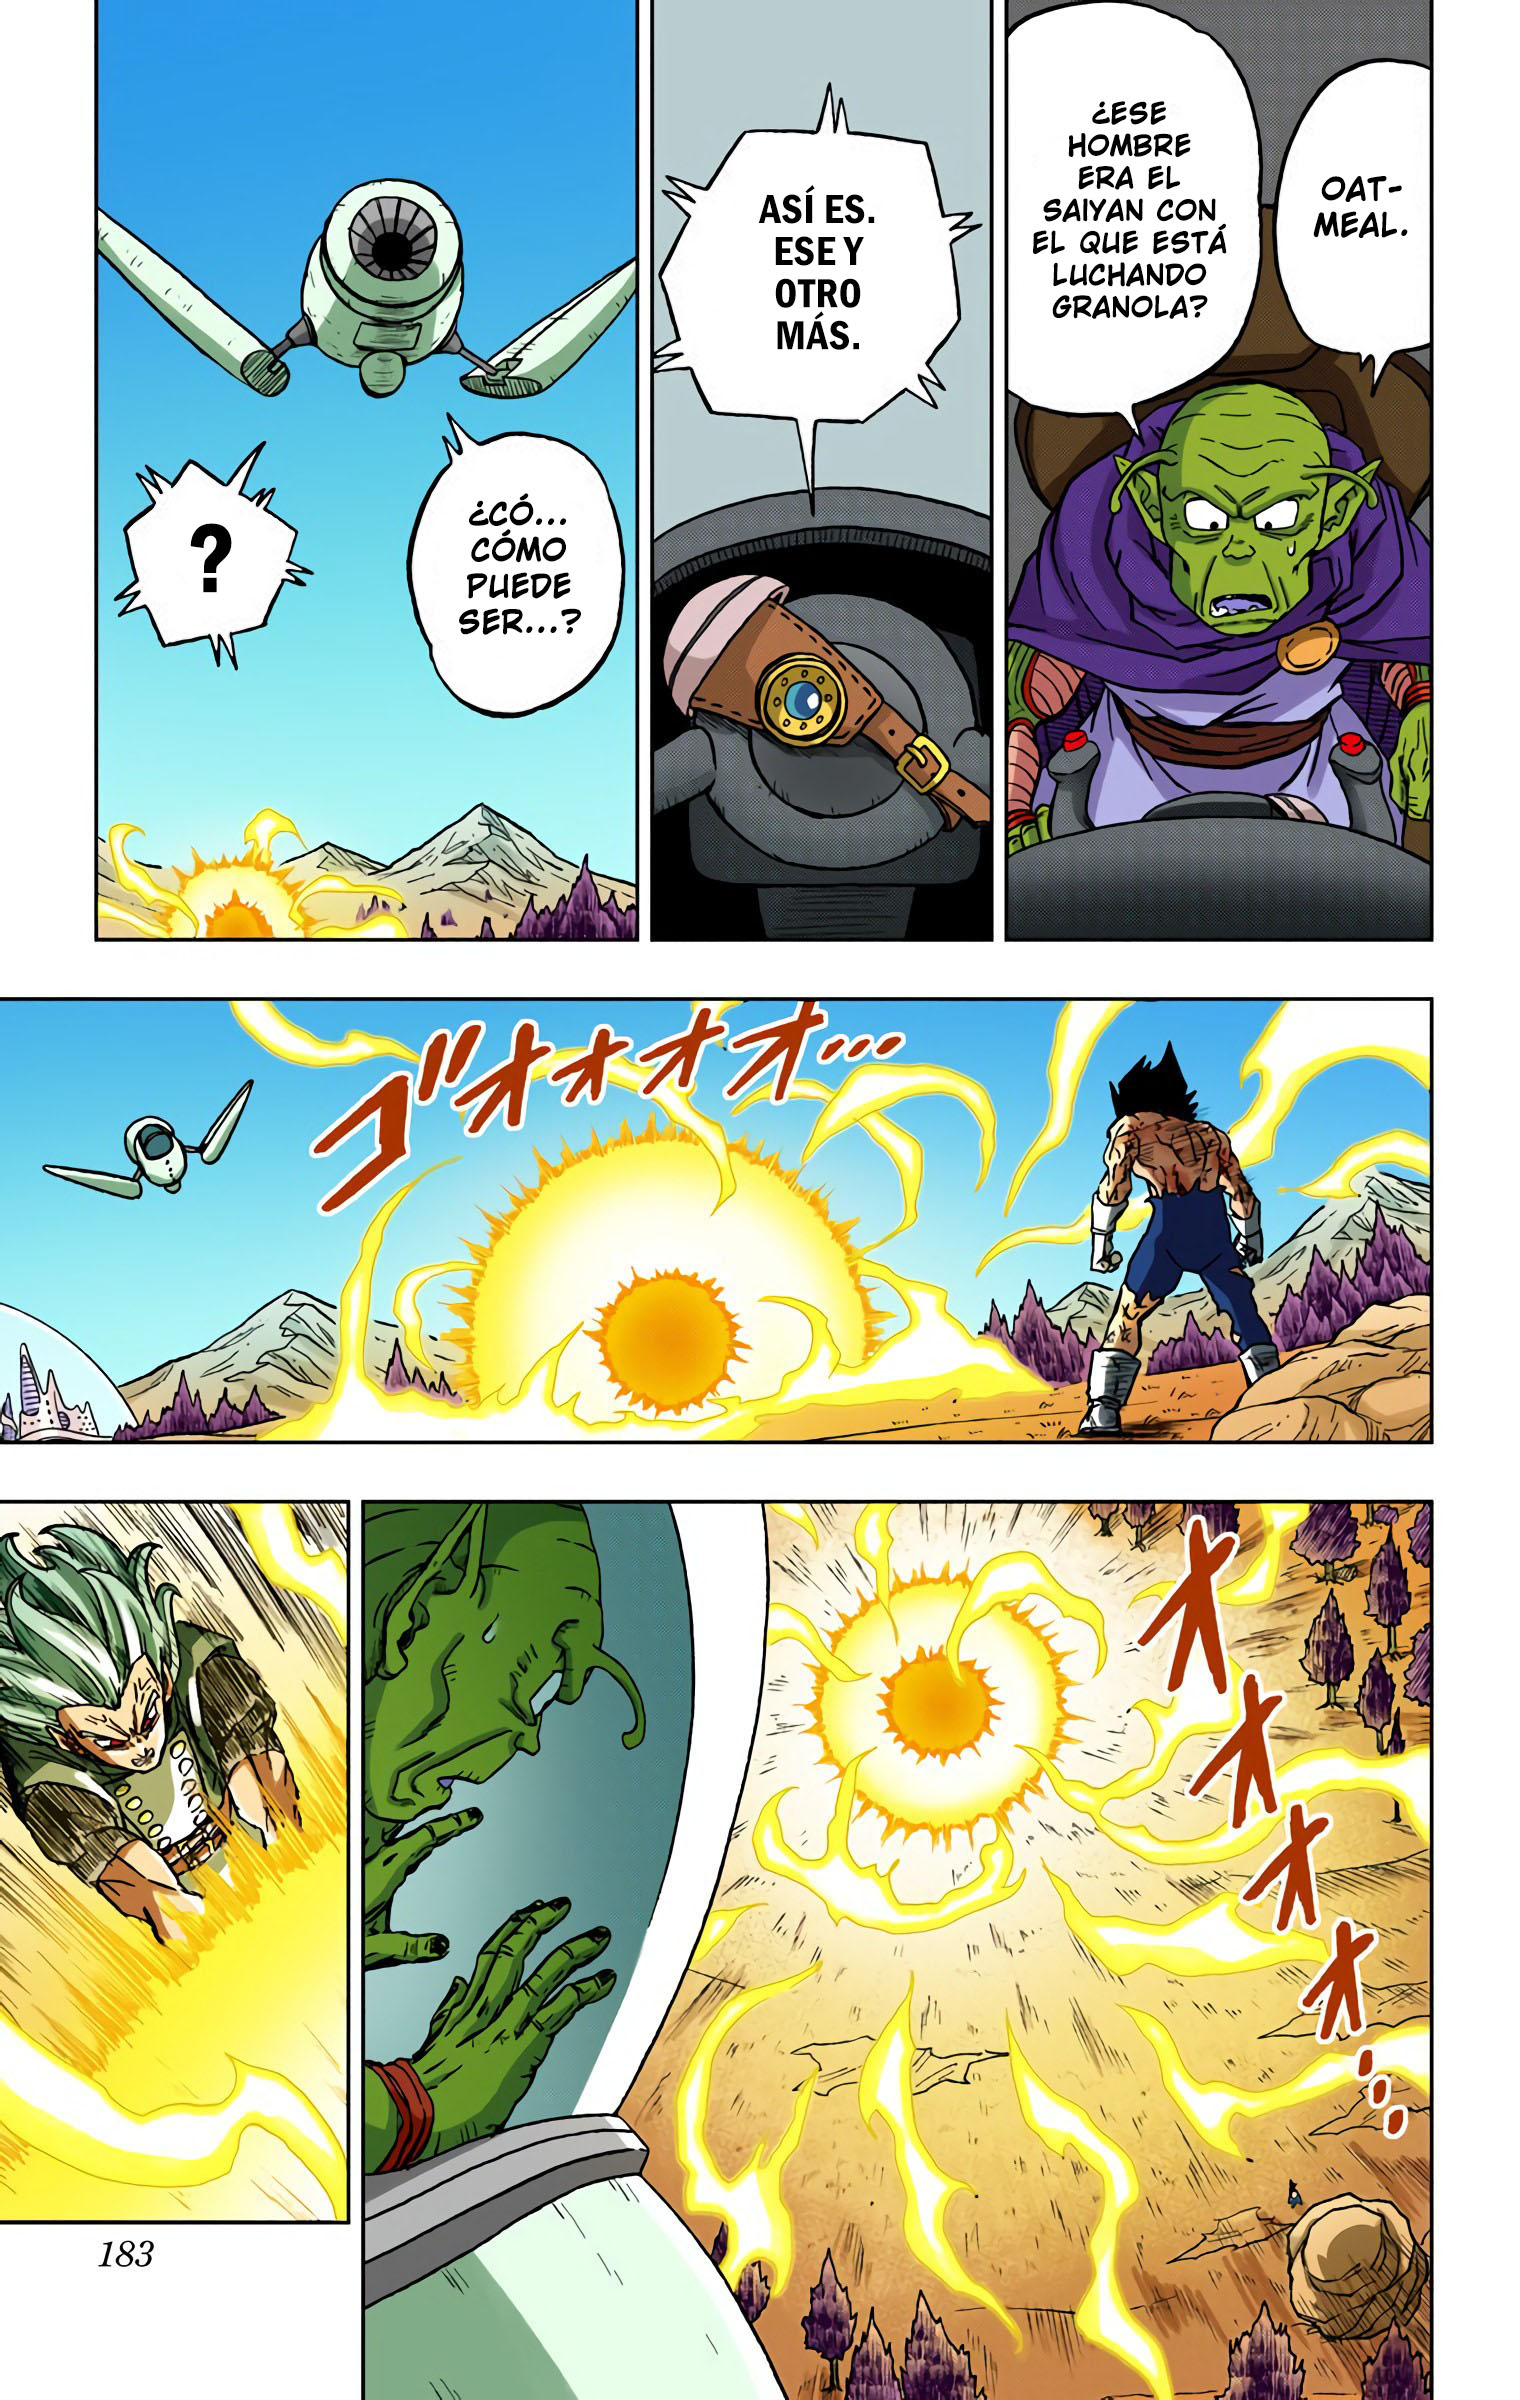 OAT-
MEAL.
¿ESE
HOMBRE
ERA EL
SAIYAN CON
EL QUE ESTÁ
LUCHANDO
GRANOLA?
ASÍ ES.
ESE Y
OTRO
MÁS.
¿CÓ...
CÓMO
PUEDE
SER...?
?
ゴオオオオ…
オオオオ…
183